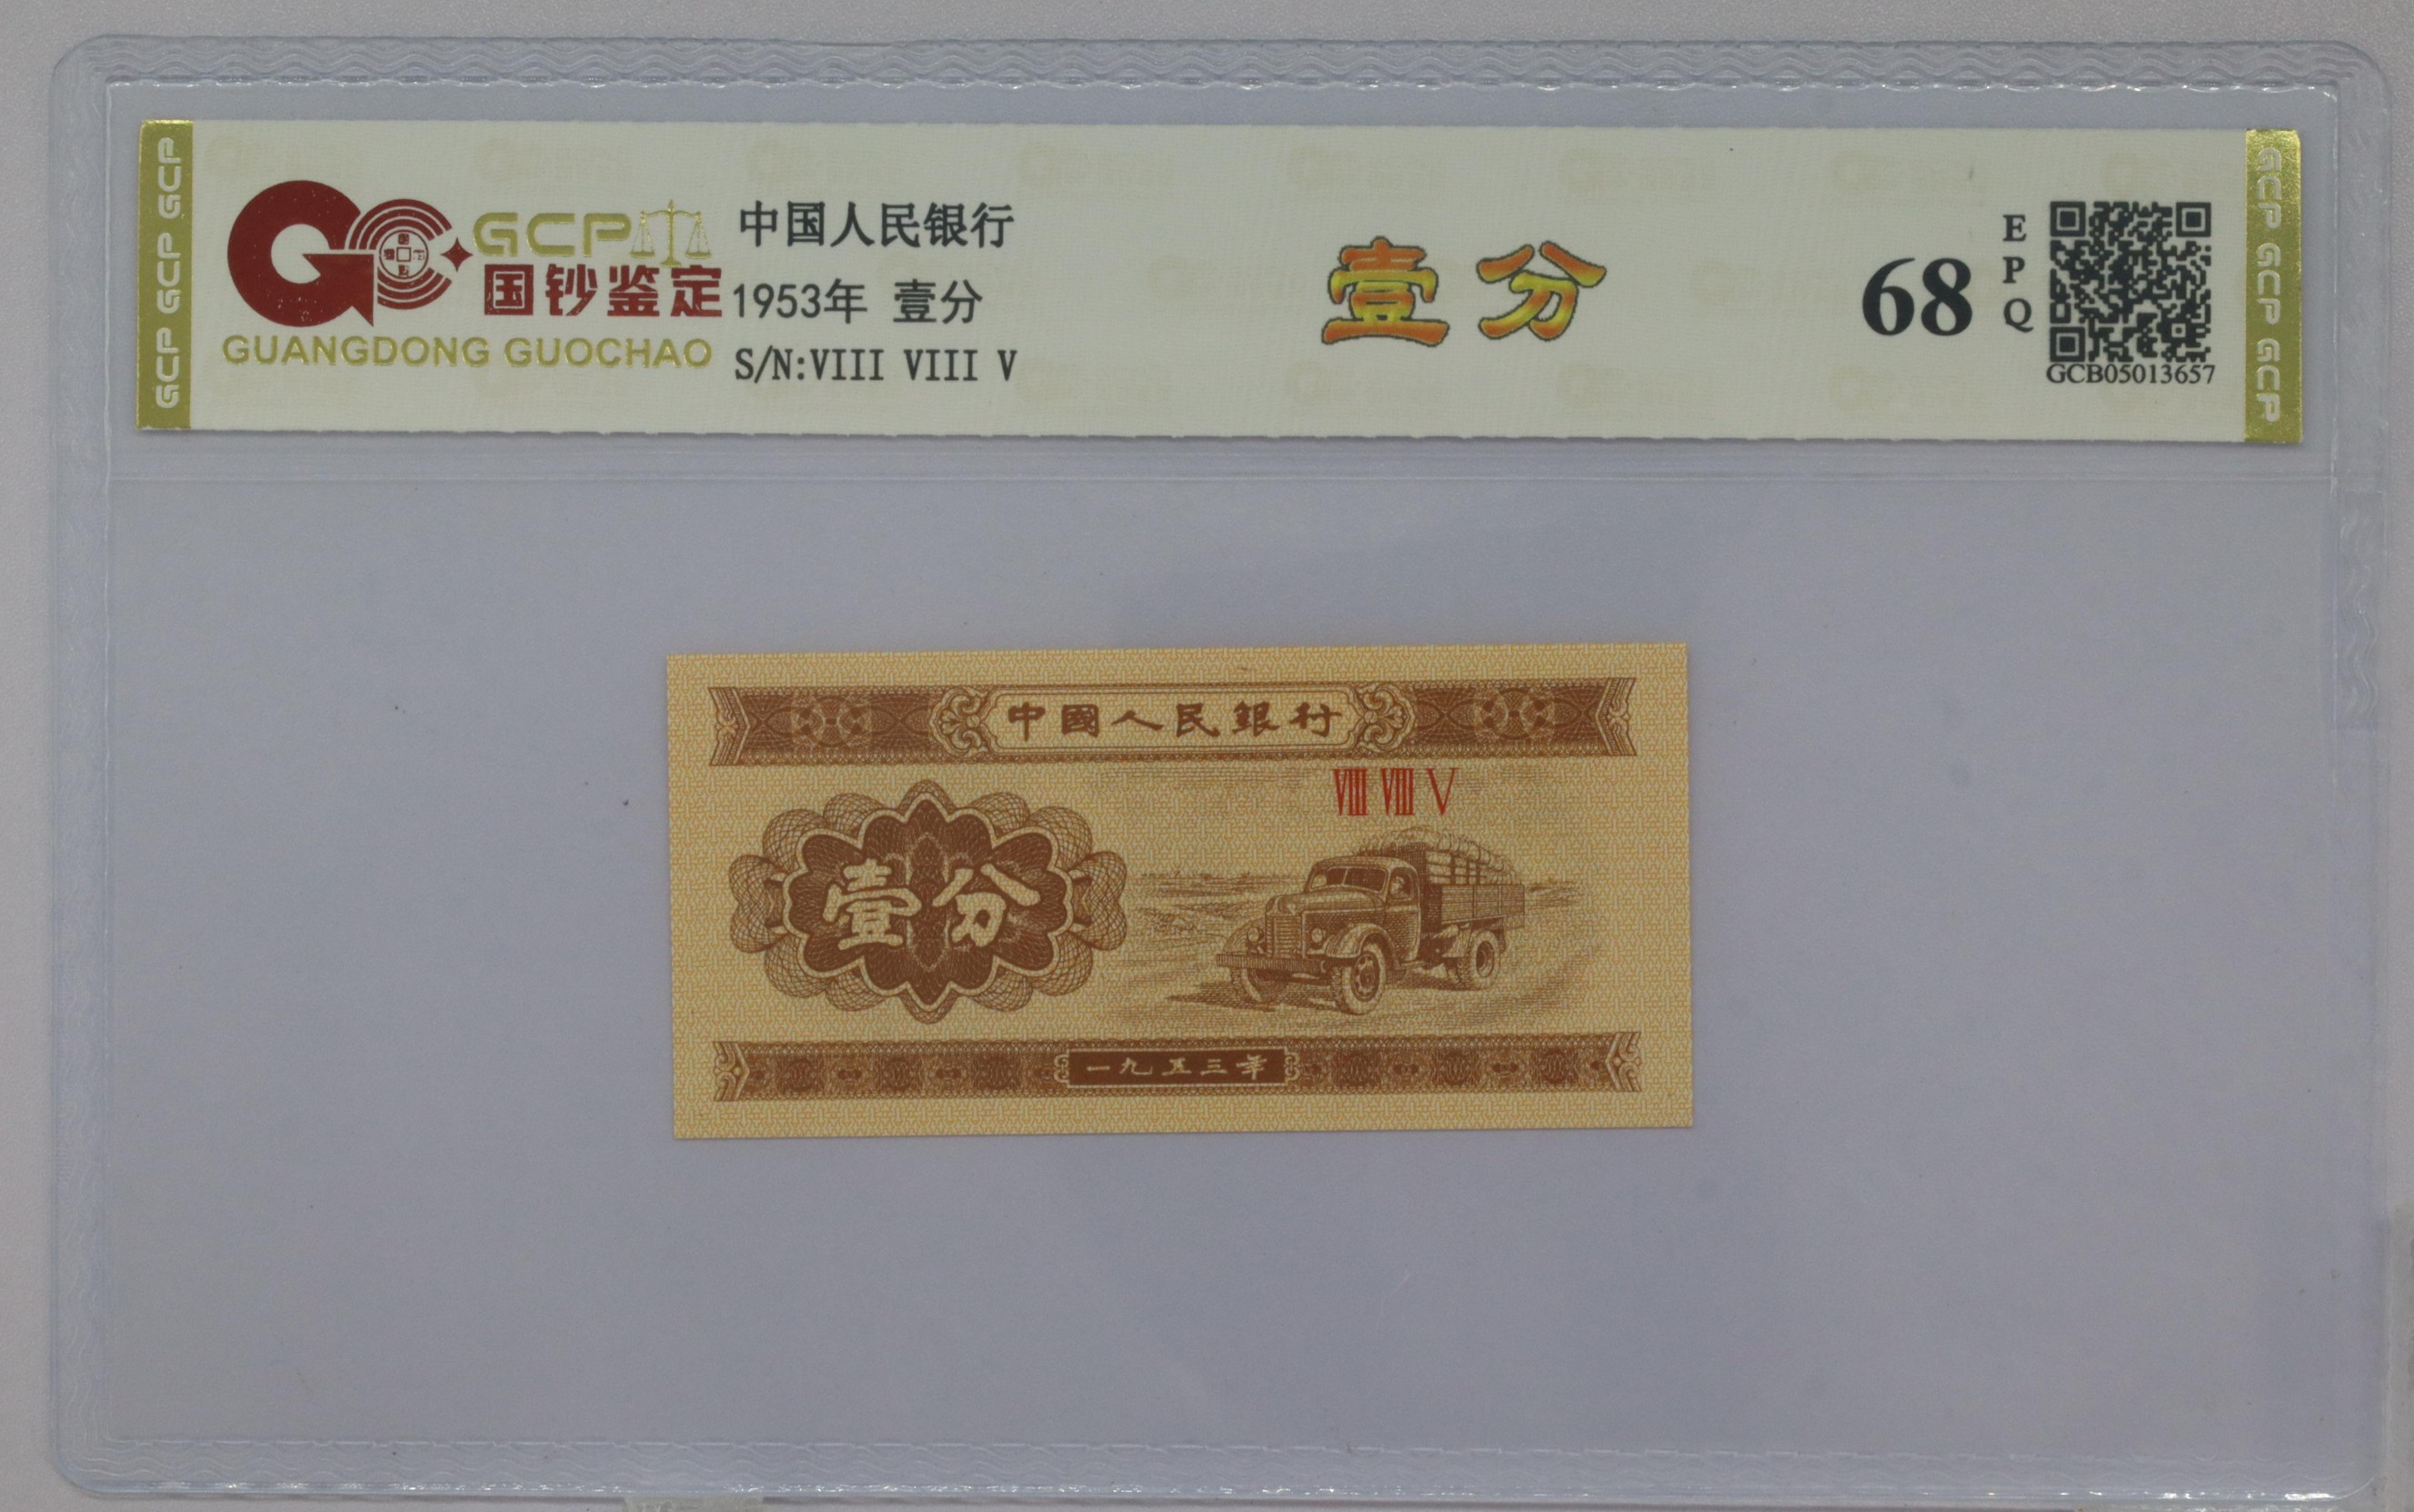 GCP GCP GCP
GCP
国钞鉴定
GUANGDONG GUOCHAO
中国人民银行
1953年 壹分
S/N:VIII VIII V
壹分
68
EPQ
GCB05013657
GCP GCP GCP
中國人民銀行
VIII VIII V
壹分
一九五三年